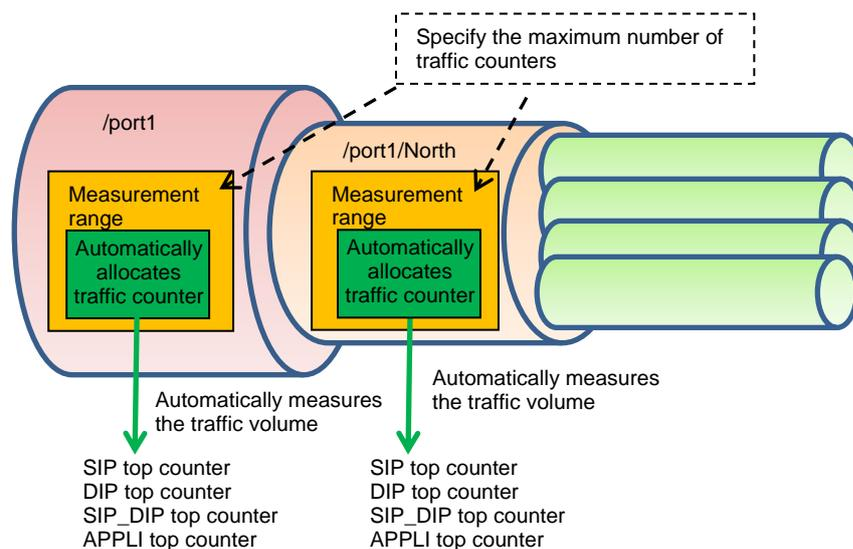 Specify the maximum number of
traffic counters
/port1
/port1/North
Measurement
range
Automatically
allocates
traffic counter
Measurement
range
Automatically
allocates
traffic counter
Automatically measures
the traffic volume
Automatically measures
the traffic volume
SIP top counter
DIP top counter
SIP_DIP top counter
APPLI top counter
SIP top counter
DIP top counter
SIP_DIP top counter
APPLI top counter